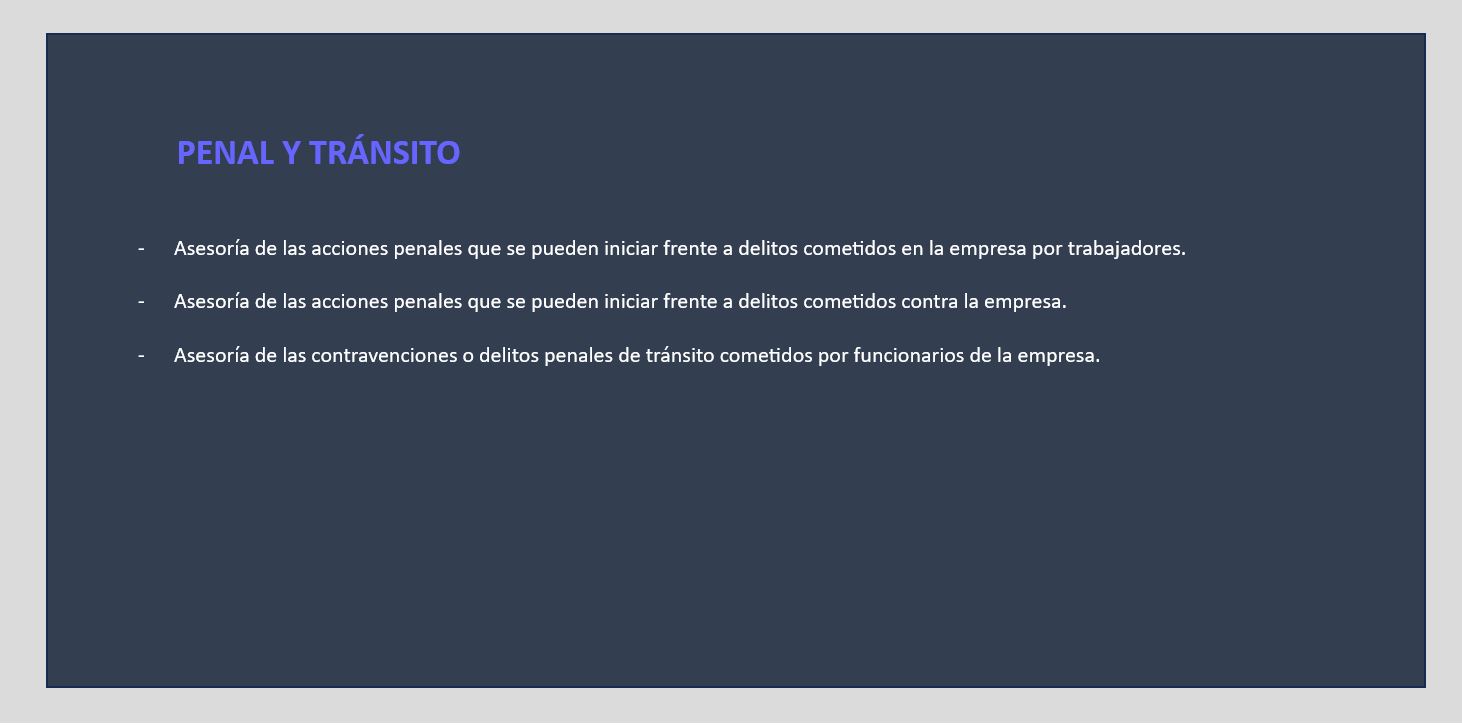 PENAL Y TRÁNSITO
- Asesoría de las acciones penales que se pueden iniciar frente a delitos cometidos en la empresa por trabajadores.
- Asesoría de las acciones penales que se pueden iniciar frente a delitos cometidos contra la empresa.
- Asesoría de las contravenciones o delitos penales de tránsito cometidos por funcionarios de la empresa.